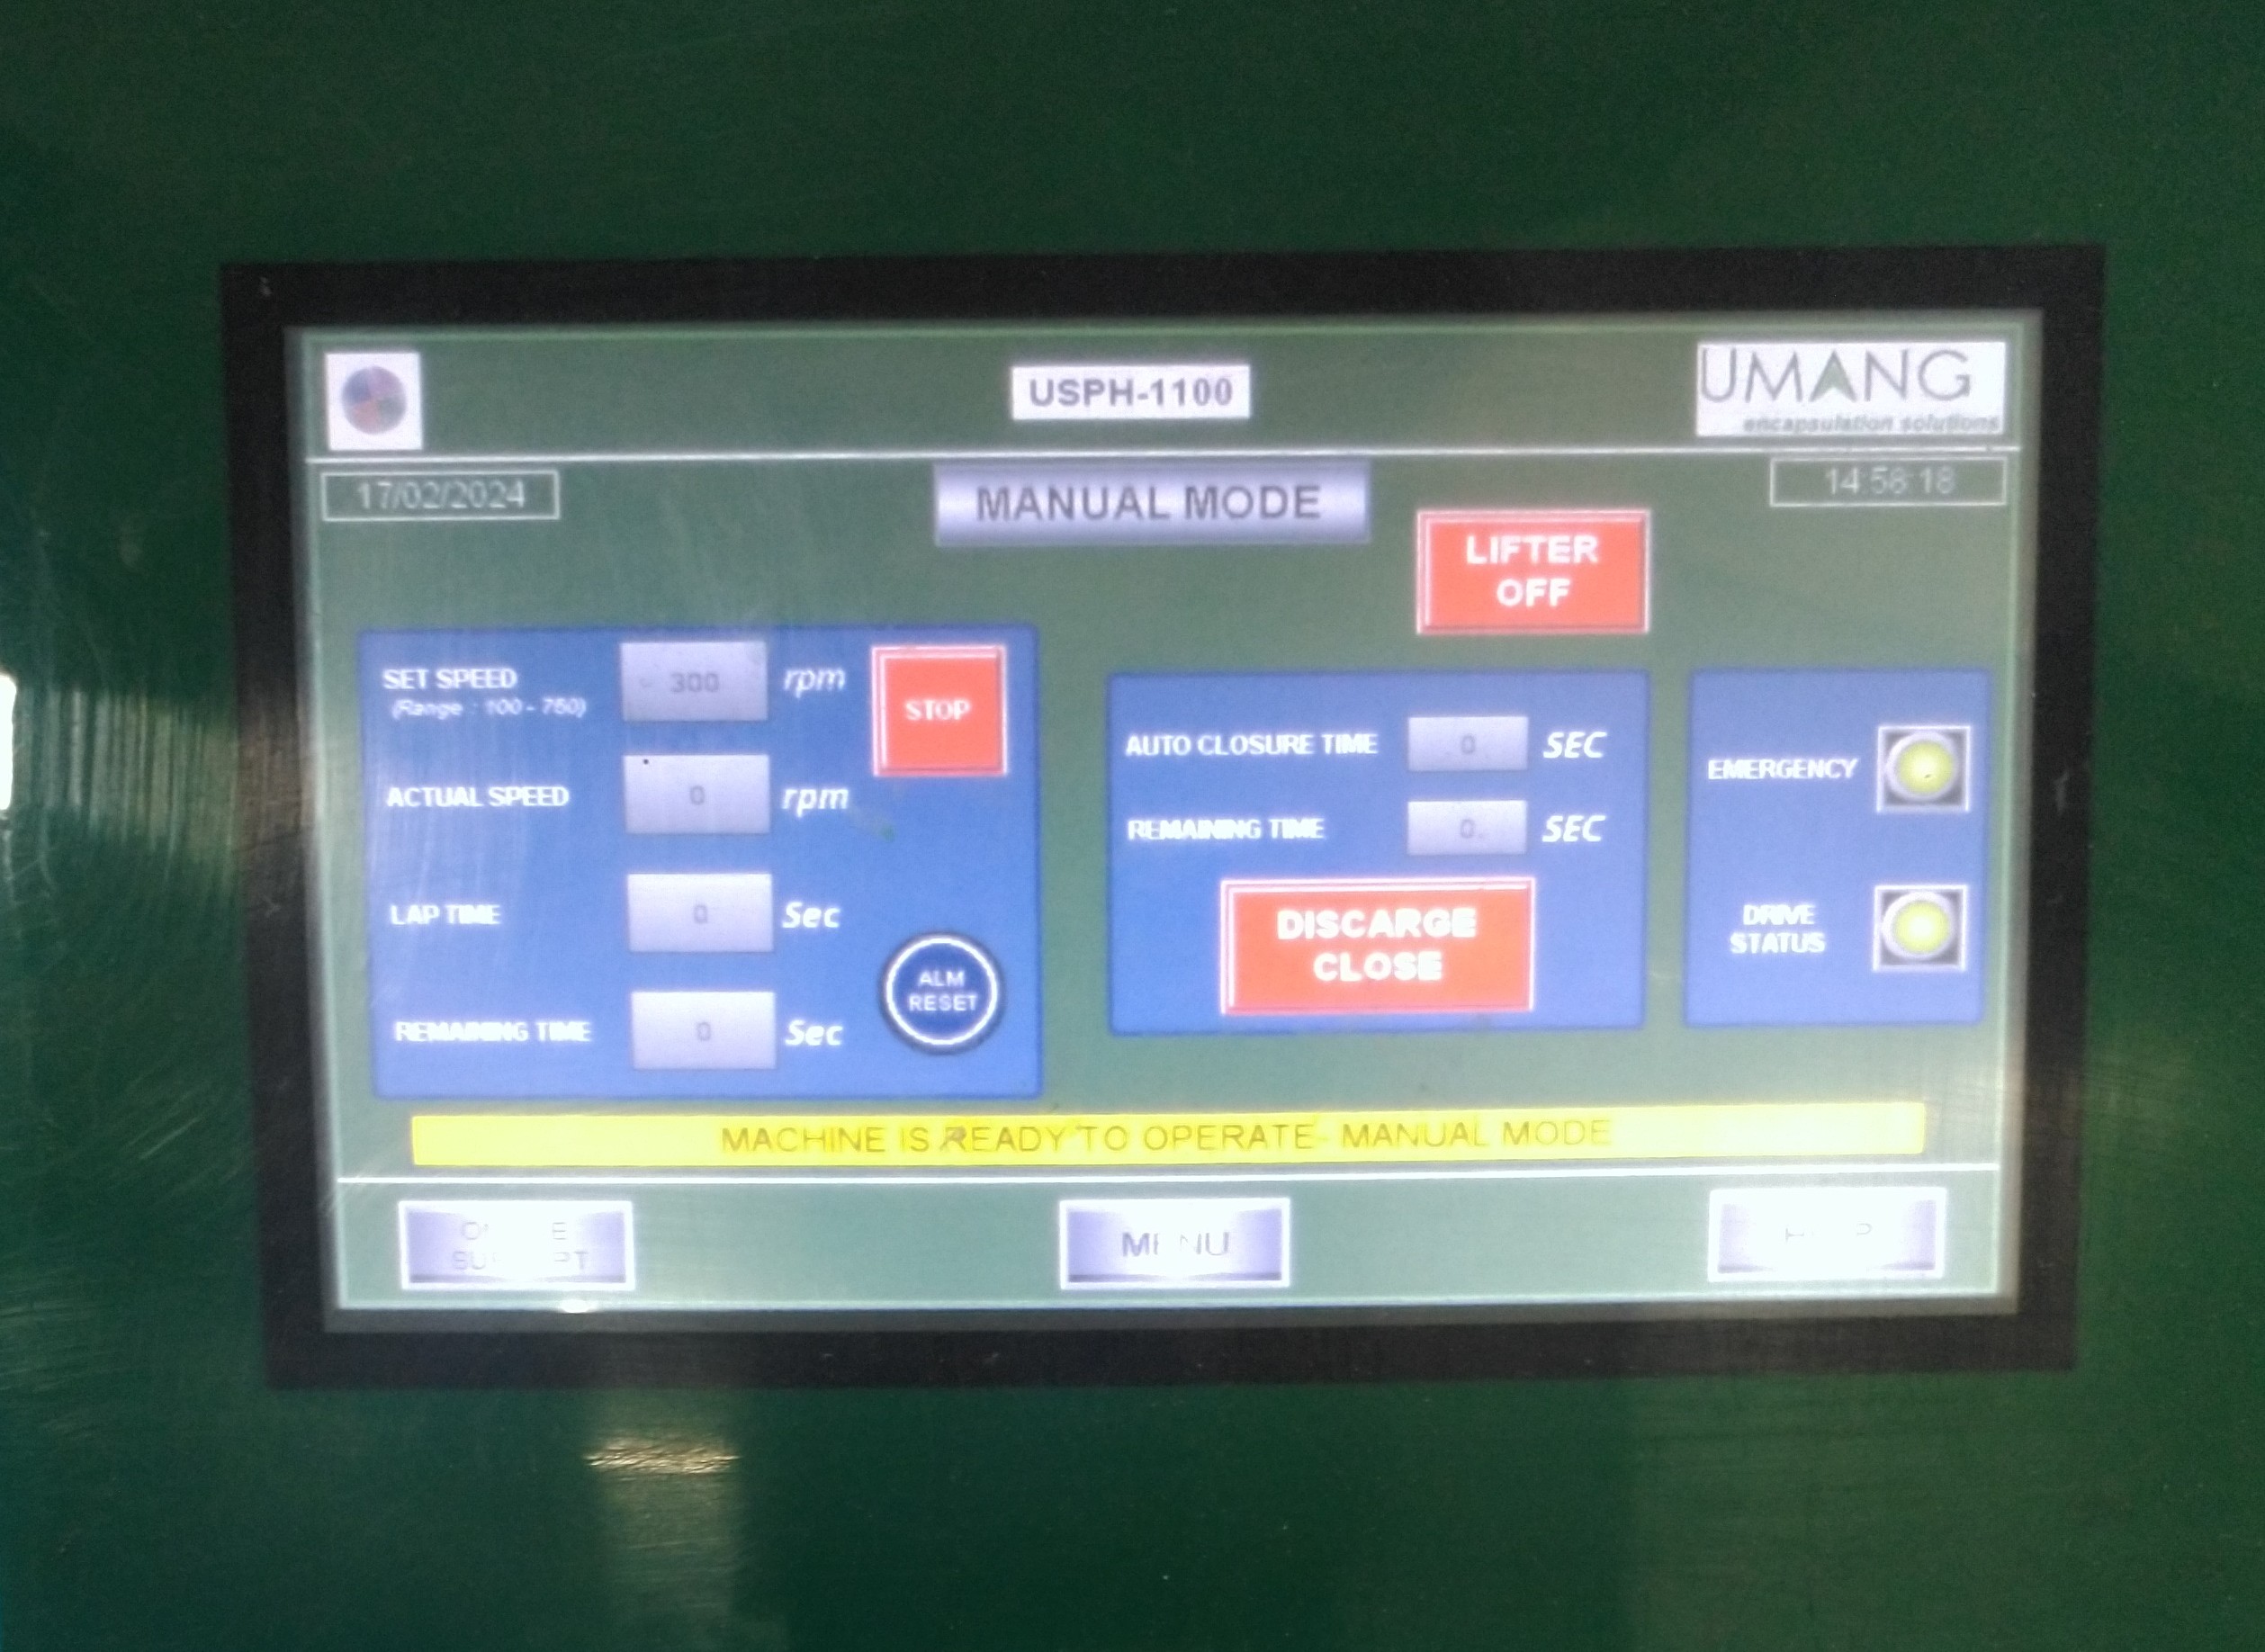 USPH-1100
UMANG
encapsulation solutions
17/02/2024
MANUAL MODE
14:58:18
LIFTER
OFF
SET SPEED
300
rpm
(Range : 100 - 750)
STOP
ACTUAL SPEED
0
rpm
LAP TIME
0
Sec
REMAINING TIME
0
Sec
ALM
RESET
AUTO CLOSURE TIME
0
SEC
REMAINING TIME
0
SEC
DISCARGE
CLOSE
EMERGENCY
DRIVE
STATUS
MACHINE IS READY TO OPERATE- MANUAL MODE
MENU